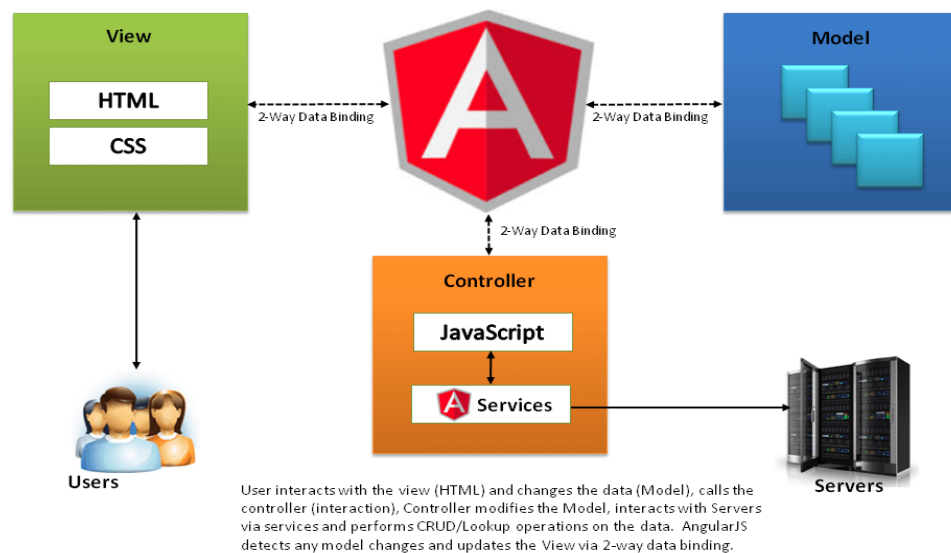 View
Model
HTML
CSS
2-Way Data Binding
2-Way Data Binding
2-Way Data Binding
Controller
JavaScript
Services
Users
Servers
User interacts with the view (HTML) and changes the data (Model), calls the
controller (interaction), Controller modifies the Model, interacts with Servers
via services and performs CRUD/Lookup operations on the data. AngularJS
detects any model changes and updates the View via 2-way data binding.